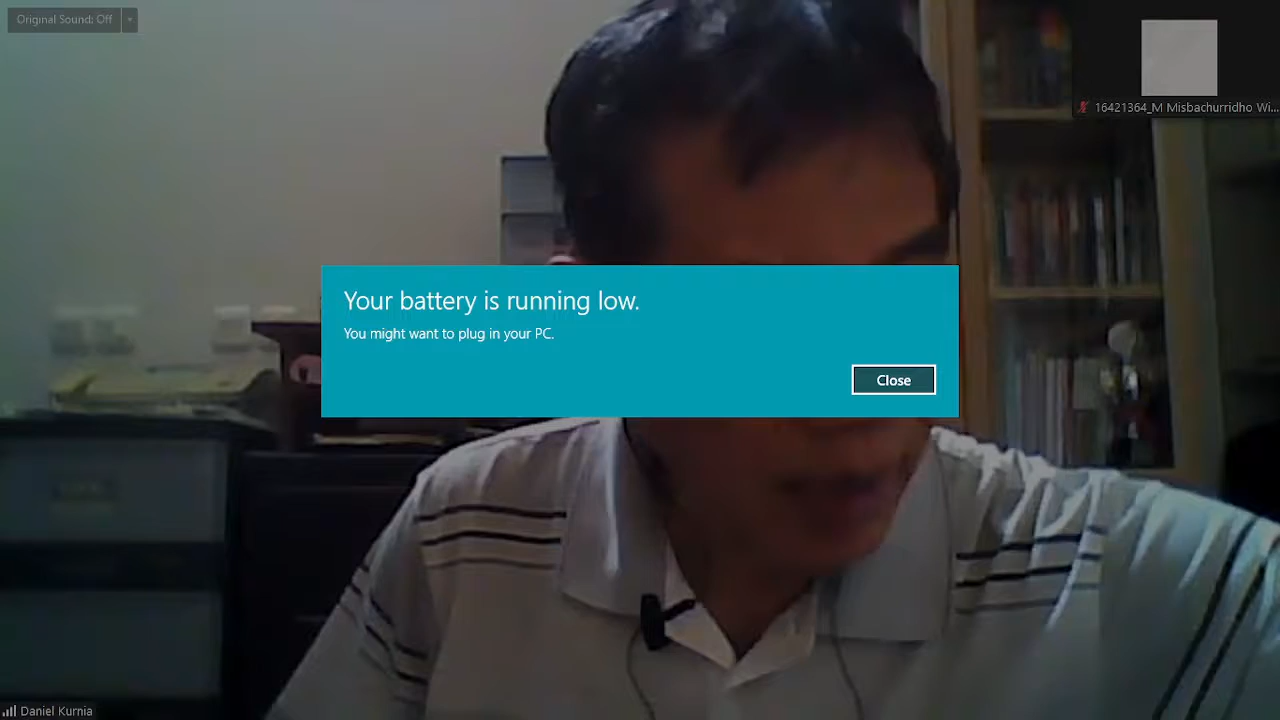 Original Sound: Off
16421364_M Misbachurridho Wi...
Your battery is running low.
You might want to plug in your PC.
Close
Daniel Kurnia